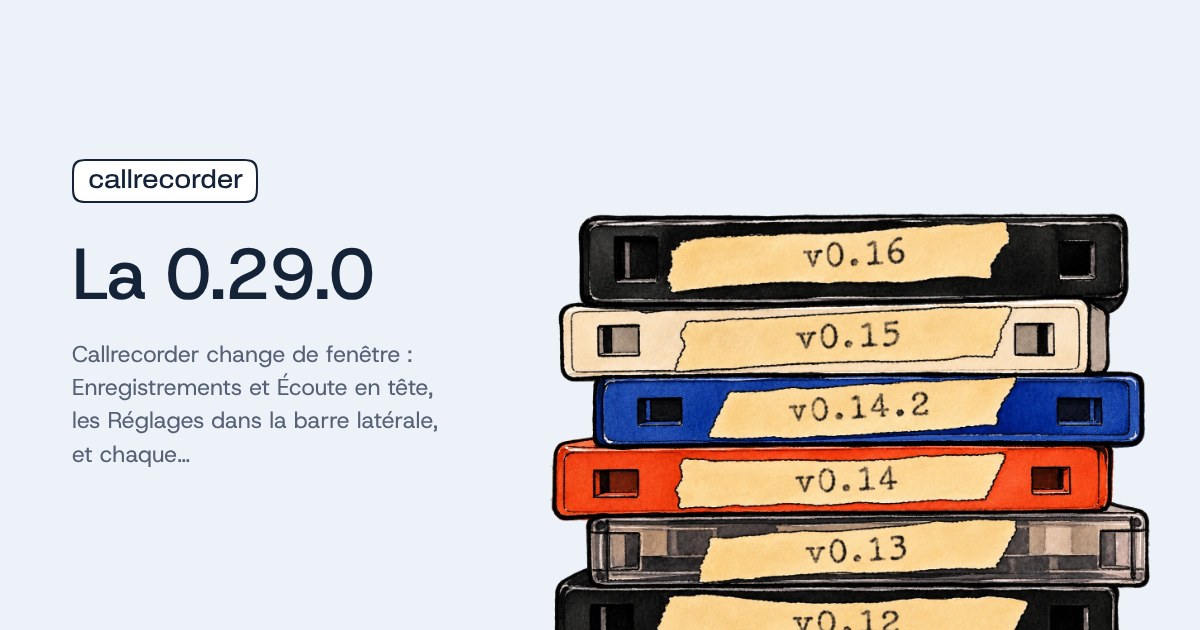 callrecorder
La 0.29.0
Callrecorder change de fenêtre :
Enregistrements et Écoute en tête,
les Réglages dans la barre latérale,
et chaque…
v0.16
v0.15
v0.14.2
v0.14
v0.13
v0.12